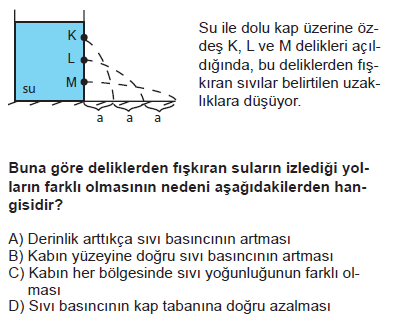 K
L
M
su
a a a
Su ile dolu kap üzerine öz-
deş K, L ve M delikleri açıl-
dığında, bu deliklerden fış-
kıran sıvılar belirtilen uzak-
lıklara düşüyor.
Buna göre deliklerden fışkıran suların izlediği yol-
ların farklı olmasının nedeni aşağıdakilerden han-
gisidir?
A) Derinlik arttıkça sıvı basıncının artması
B) Kabın yüzeyine doğru sıvı basıncının artması
C) Kabın her bölgesinde sıvı yoğunluğunun farklı ol-
ması
D) Sıvı basıncının kap tabanına doğru azalması